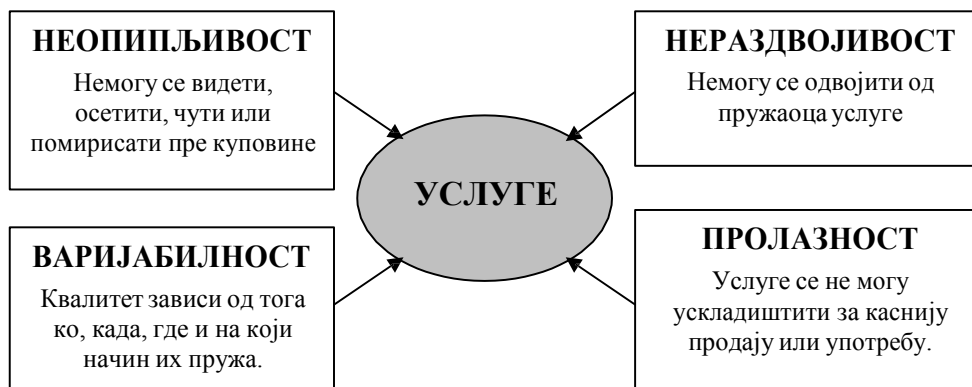 НЕОПИПЉИВОСТ
Немогу се видети,
осетити, чути или
помирисати пре куповине
НЕРАЗДВОЈИВОСТ
Немогу се одвојити од
пружаоца услуге
УСЛУГЕ
ВАРИЈАБИЛНОСТ
Квалитет зависи од тога
ко, када, где и на који
начин их пружа.
ПРОЛАЗНОСТ
Услуге се не могу
ускладиштити за каснију
продају или употребу.